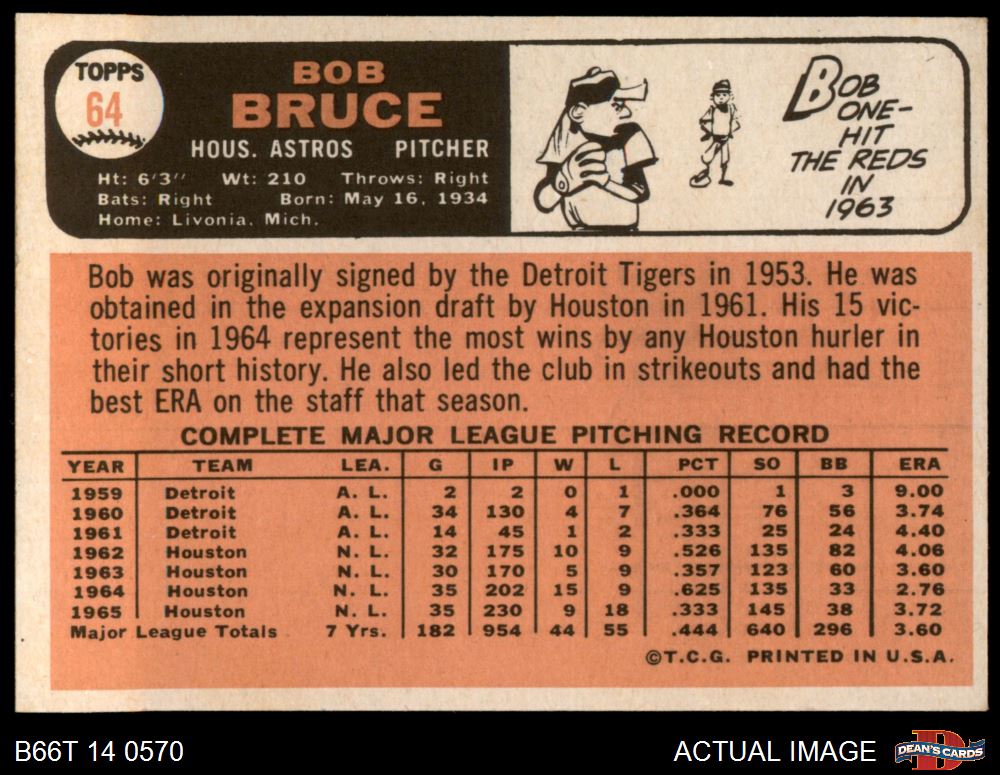 TOPPS
64
BOB
BRUCE
HOUS. ASTROS PITCHER
Ht: 6'3" Wt: 210 Throws: Right
Bats: Right Born: May 16, 1934
Home: Livonia, Mich.
BOB
ONE-
HIT
THE REDS
IN
1963
Bob was originally signed by the Detroit Tigers in 1953. He was
obtained in the expansion draft by Houston in 1961. His 15 vic-
tories in 1964 represent the most wins by any Houston hurler in
their short history. He also led the club in strikeouts and had the
best ERA on the staff that season.
COMPLETE MAJOR LEAGUE PITCHING RECORD
YEAR TEAM LEA. G IP W L PCT SO BB ERA
1959 Detroit A. L. 2 2 0 1 .000 1 3 9.00
1960 Detroit A. L. 34 130 4 7 .364 76 56 3.74
1961 Detroit A. L. 14 45 1 2 .333 25 24 4.40
1962 Houston N. L. 32 175 10 9 .526 135 82 4.06
1963 Houston N. L. 30 170 5 9 .357 123 60 3.60
1964 Houston N. L. 35 202 15 9 .625 135 33 2.76
1965 Houston N. L. 35 230 9 18 .333 145 38 3.72
Major League Totals 7 Yrs. 182 954 44 55 .444 640 296 3.60
©T.C.G. PRINTED IN U.S.A.
B66T 14 0570
ACTUAL IMAGE
DEAN'S CARDS